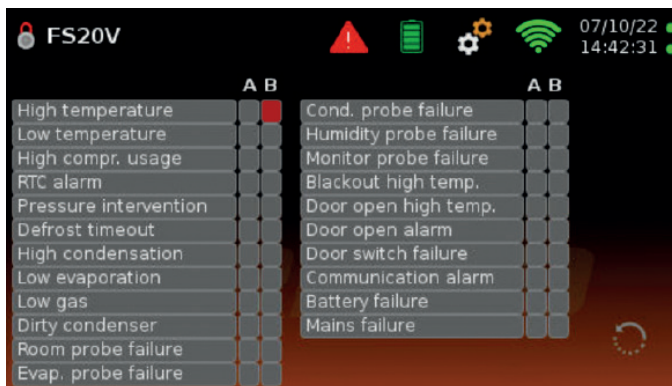 FS20V
07/10/22
14:42:31
A B
High temperature
Low temperature
High compr. usage
RTC alarm
Pressure intervention
Defrost timeout
High condensation
Low evaporation
Low gas
Dirty condenser
Room probe failure
Evap. probe failure
A B
Cond. probe failure
Humidity probe failure
Monitor probe failure
Blackout high temp.
Door open high temp.
Door open alarm
Door switch failure
Communication alarm
Battery failure
Mains failure